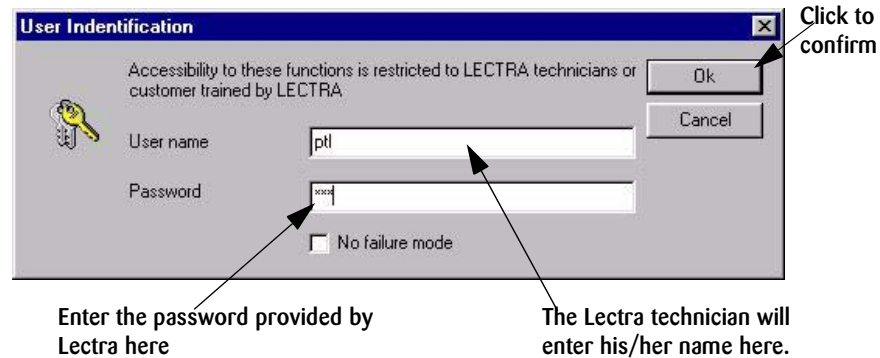 Click to
confirm
User Indentification
Accessibility to these functions is restricted to LECTRA technicians or
customer trained by LECTRA
Ok
Cancel
User name
ptl
Password
***
No failure mode
Enter the password provided by
Lectra here
The Lectra technician will
enter his/her name here.